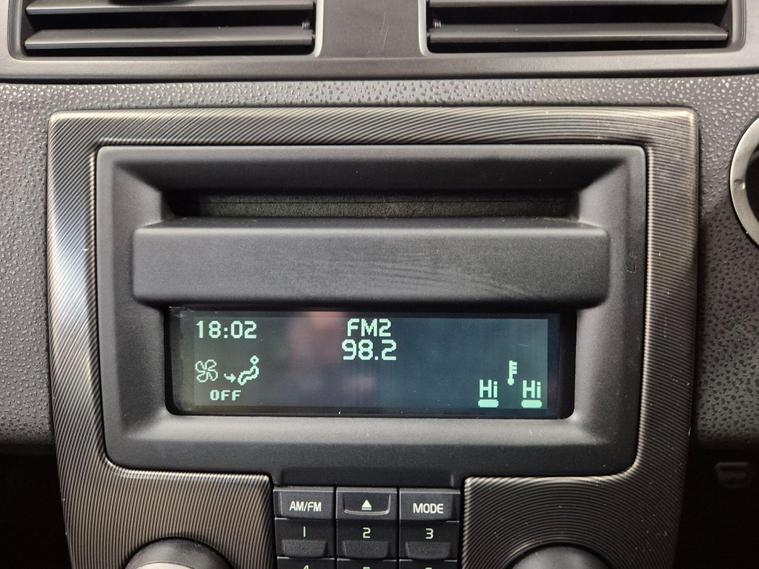 18:02
FM2
98.2
OFF
Hi Hi
AM/FM MODE
1 2 3